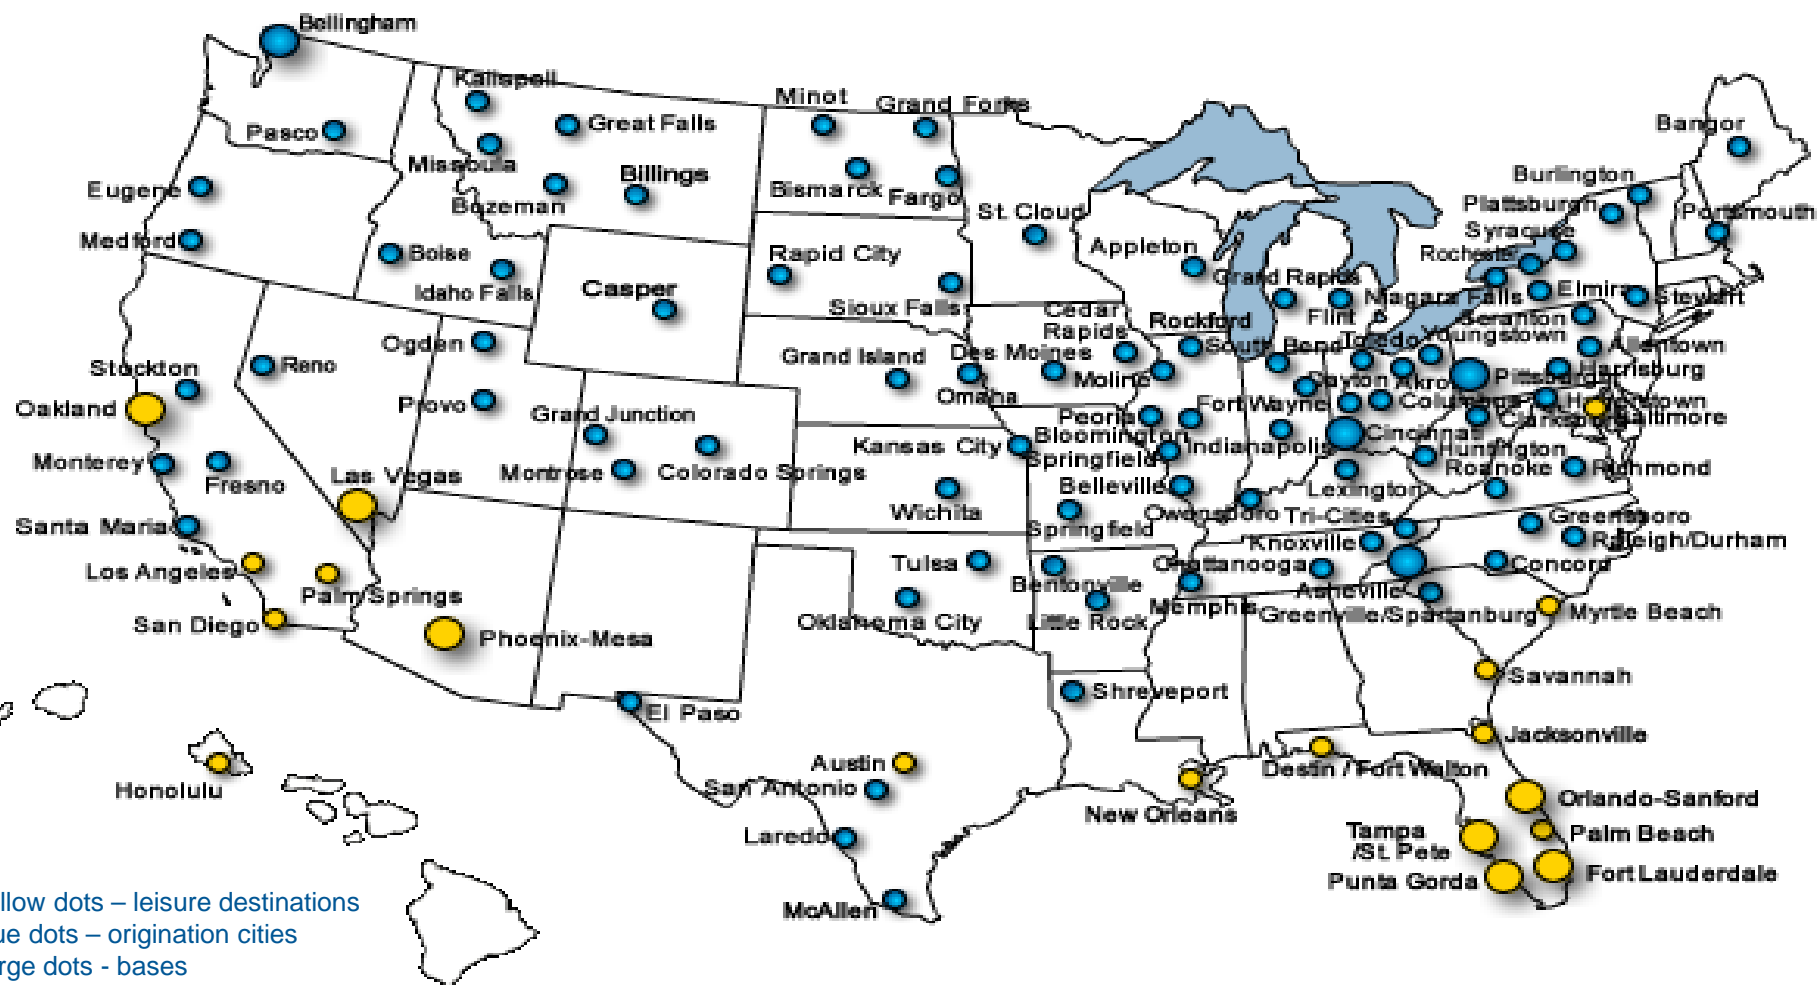 Bellingham
Kalispell
Minot
Grand Forks
Bangor
Pasco
Great Falls
Missoula
Billings
Bismarck
Fargo
Burlington
Eugene
Bozeman
St. Cloud
Plattsburgh
Portsmouth
Medford
Boise
Rapid City
Appleton
Syracuse
Rochester
Idaho Falls
Casper
Sioux Falls
Grand Rapids
Niagara Falls
Elmira
Stewart
Cedar
Rapids
Rockford
Flint
Scranton
Ogden
Grand Island
Des Moines
South Bend
Toledo
Youngstown
Allentown
Stockton
Reno
Moline
Dayton
Akron
Pittsburgh
Harrisburg
Oakland
Provo
Grand Junction
Omaha
Peoria
Fort Wayne
Columbus
Baltimore
Monterey
Fresno
Las Vegas
Montrose
Colorado Springs
Kansas City
Bloomington
Springfield
Indianapolis
Cincinnati
Huntington
Roanoke
Richmond
Santa Maria
Wichita
Belleville
Springfield
Owensboro
Lexington
Tri-Cities
Greensboro
Los Angeles
Palm Springs
Tulsa
Bentonville
Knoxville
Chattanooga
Raleigh/Durham
Concord
Asheville
San Diego
Phoenix-Mesa
Oklahoma City
Little Rock
Memphis
Greenville/Spartanburg
Myrtle Beach
El Paso
Shreveport
Savannah
Honolulu
Austin
San Antonio
New Orleans
Destin / Fort Walton
Jacksonville
Laredo
Orlando-Sanford
Tampa
/St. Pete
Palm Beach
McAllen
Punta Gorda
Fort Lauderdale
llow dots – leisure destinations
ue dots – origination cities
rge dots - bases